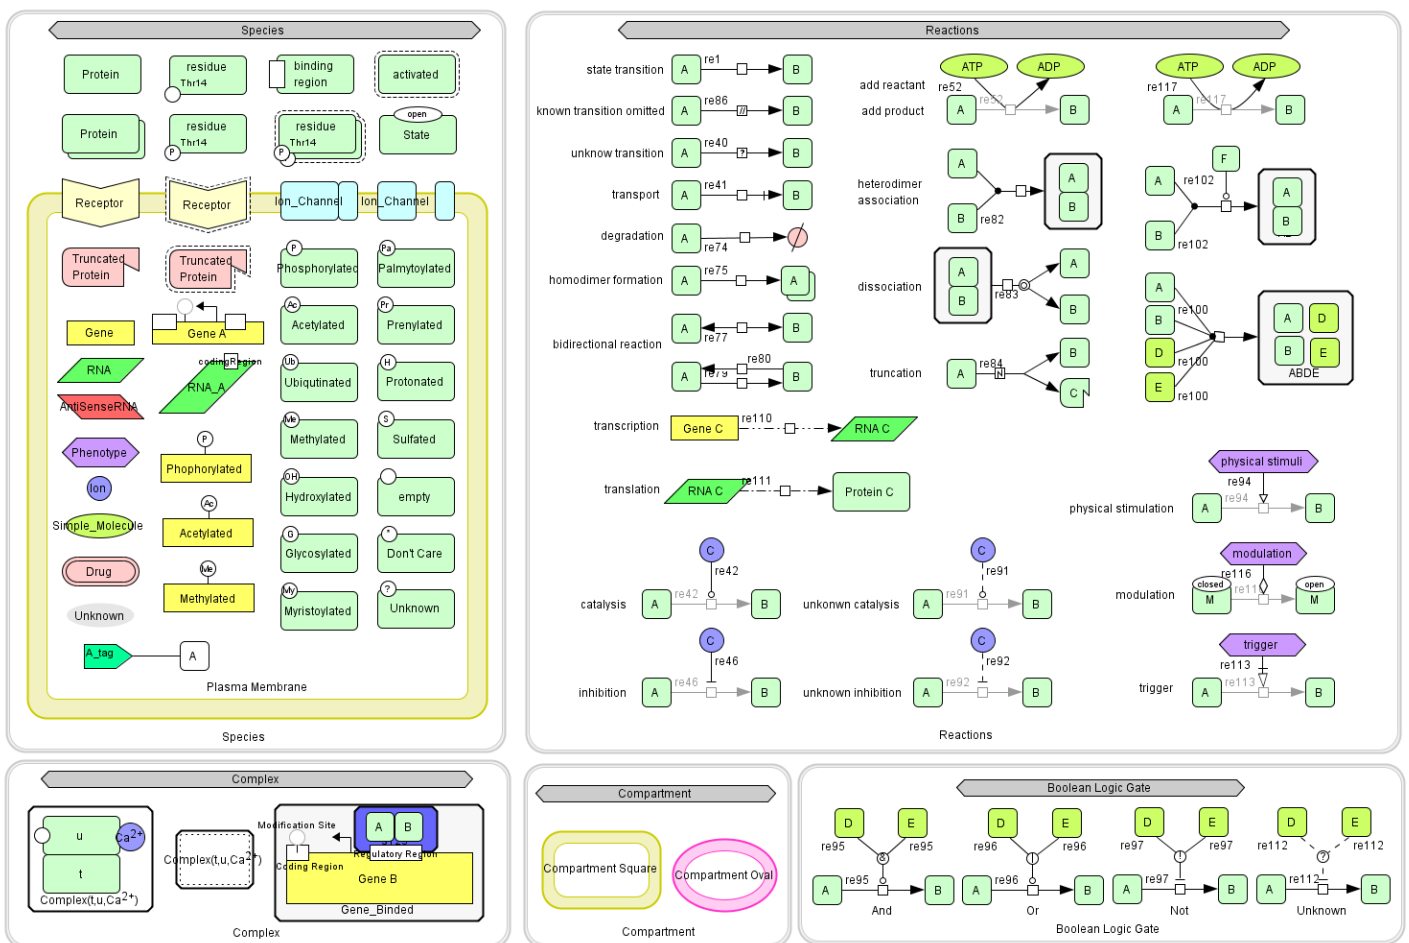 Species
Protein
residue
Thr14
binding
region
activated
Protein
residue
Thr14
P
residue
Thr14
P
open
State
Receptor
Receptor
Ion_Channel
Ion_Channel
Truncated
Protein
Truncated
Protein
P
Phosphorylated
Pa
Palmytoylated
Gene
Gene A
Ac
Acetylated
Pr
Prenylated
RNA
codingRegion
RNA_A
Ub
Ubiqutinated
H
Protonated
AntiSenseRNA
Me
Methylated
S
Sulfated
Phenotype
P
Phophorylated
Ion
OH
Hydroxylated
empty
Simple_Molecule
Ac
Acetylated
G
Glycosylated
*
Don't Care
Drug
Me
Methylated
My
Myristoylated
?
Unknown
Unknown
A_tag
A
Plasma Membrane
Species
Reactions
state transition
A
re1
B
known transition omitted
A
re86
//
B
unknow transition
A
re40
?
B
transport
A
re41
B
degradation
A
re74
homodimer formation
A
re75
A
bidirectional reaction
A
re77
B
A
re80
re79
B
transcription
Gene C
re110
RNA C
translation
RNA C
re111
Protein C
add reactant
add product
ATP
ADP
re52
A
re52
B
ATP
ADP
re117
A
re117
B
heterodimer
association
A
B
re82
A
B
A
B
re102
re102
F
A
B
dissociation
A
B
re83
A
B
A
B
D
E
re100
re100
re100
A
D
B
E
ABDE
truncation
A
re84
N
B
C
catalysis
C
re42
A
re42
B
unkonwn catalysis
C
re91
A
re91
B
inhibition
C
re46
A
re46
B
unknown inhibition
C
re92
A
re92
B
physical stimuli
re94
physical stimulation
A
re94
B
modulation
re116
modulation
closed
M
re11
open
M
trigger
re113
trigger
A
re113
B
Reactions
Complex
u
t
Ca2+
Complex(t,u,Ca2+)
Complex(t,u,Ca2+)
Modification Site
A
B
Regulatory Region
Coding Region
Gene B
Gene_Binded
Complex
Compartment
Compartment Square
Compartment Oval
Compartment
Boolean Logic Gate
D
E
re95
re95
&
A
re95
B
And
D
E
re96
re96
|
A
re96
B
Or
D
E
re97
re97
!
A
re97
B
Not
D
E
re112
re112
?
A
re112
B
Unknown
Boolean Logic Gate